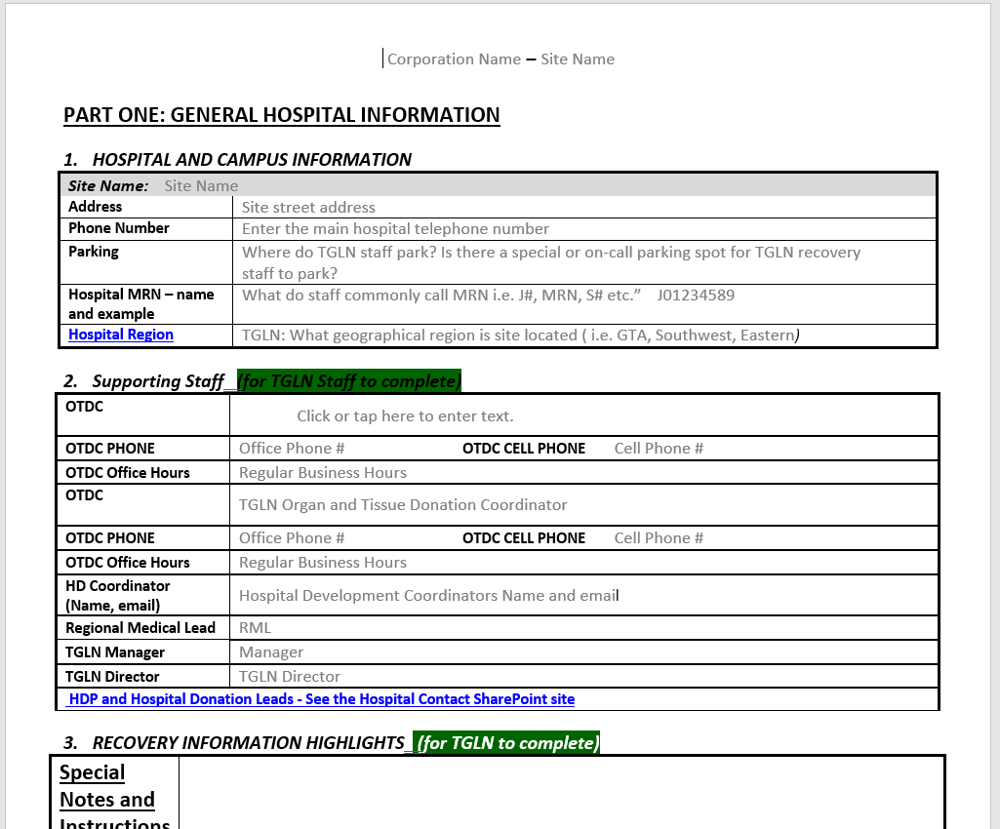 Corporation Name – Site Name
PART ONE: GENERAL HOSPITAL INFORMATION
1. HOSPITAL AND CAMPUS INFORMATION
Site Name: Site Name
Address Site street address
Phone Number Enter the main hospital telephone number
Parking Where do TGLN staff park? Is there a special or on-call parking spot for TGLN recovery
staff to park?
Hospital MRN – name What do staff commonly call MRN i.e. J#, MRN, S# etc.” J01234589
and example
Hospital Region TGLN: What geographical region is site located ( i.e. GTA, Southwest, Eastern)
2. Supporting Staff (for TGLN Staff to complete)
OTDC Click or tap here to enter text.
OTDC PHONE Office Phone # OTDC CELL PHONE Cell Phone #
OTDC Office Hours Regular Business Hours
OTDC TGLN Organ and Tissue Donation Coordinator
OTDC PHONE Office Phone # OTDC CELL PHONE Cell Phone #
OTDC Office Hours Regular Business Hours
HD Coordinator
(Name, email) Hospital Development Coordinators Name and email
Regional Medical Lead RML
TGLN Manager Manager
TGLN Director TGLN Director
HDP and Hospital Donation Leads - See the Hospital Contact SharePoint site
3. RECOVERY INFORMATION HIGHLIGHTS (for TGLN to complete)
Special
Notes and
Instructions